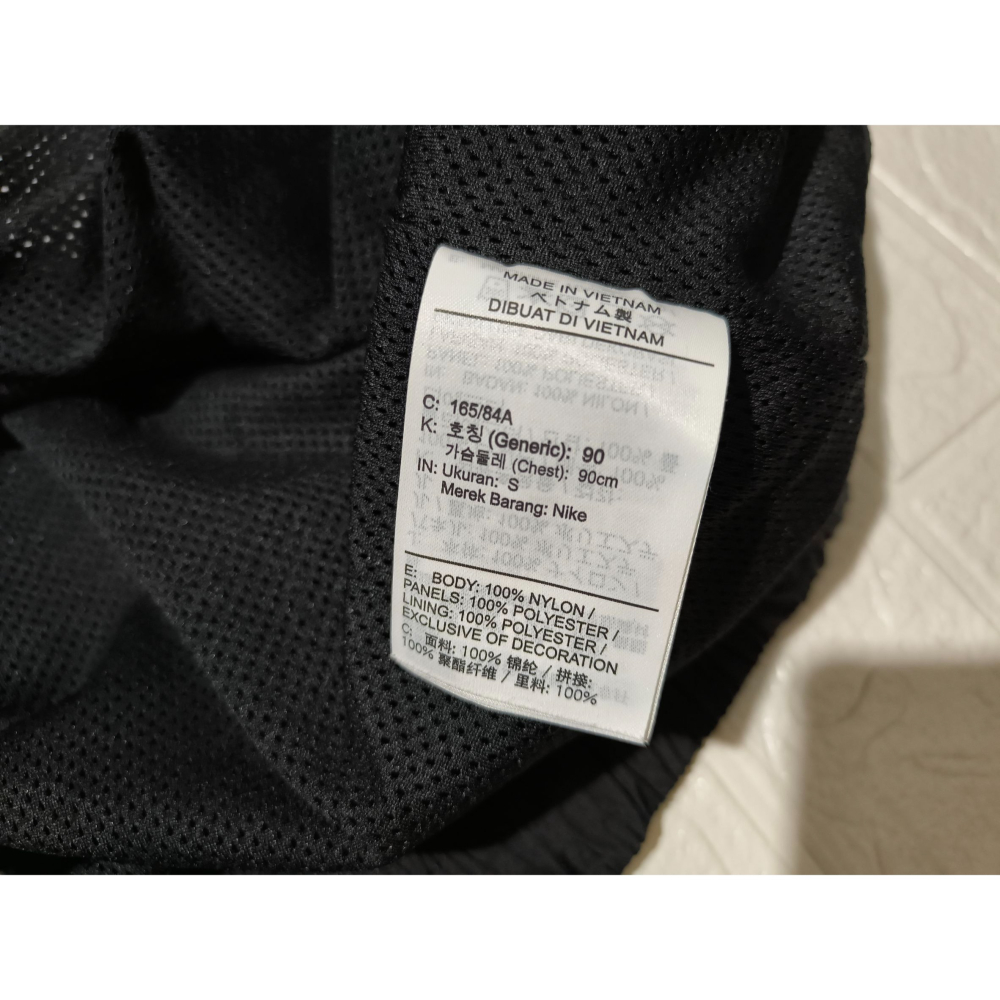 MADE IN VIETNAM
ベトナム製
DIBUAT DI VIETNAM
C: 165/84A
K: 호칭 (Generic): 90
가슴둘레 (Chest): 90cm
IN: Ukuran: S
Merek Barang: Nike
E: BODY: 100% NYLON /
PANELS: 100% POLYESTER /
LINING: 100% POLYESTER /
EXCLUSIVE OF DECORATION
C: 面料: 100% 锦纶 / 拼接:
100% 聚酯纤维 / 里料: 100%